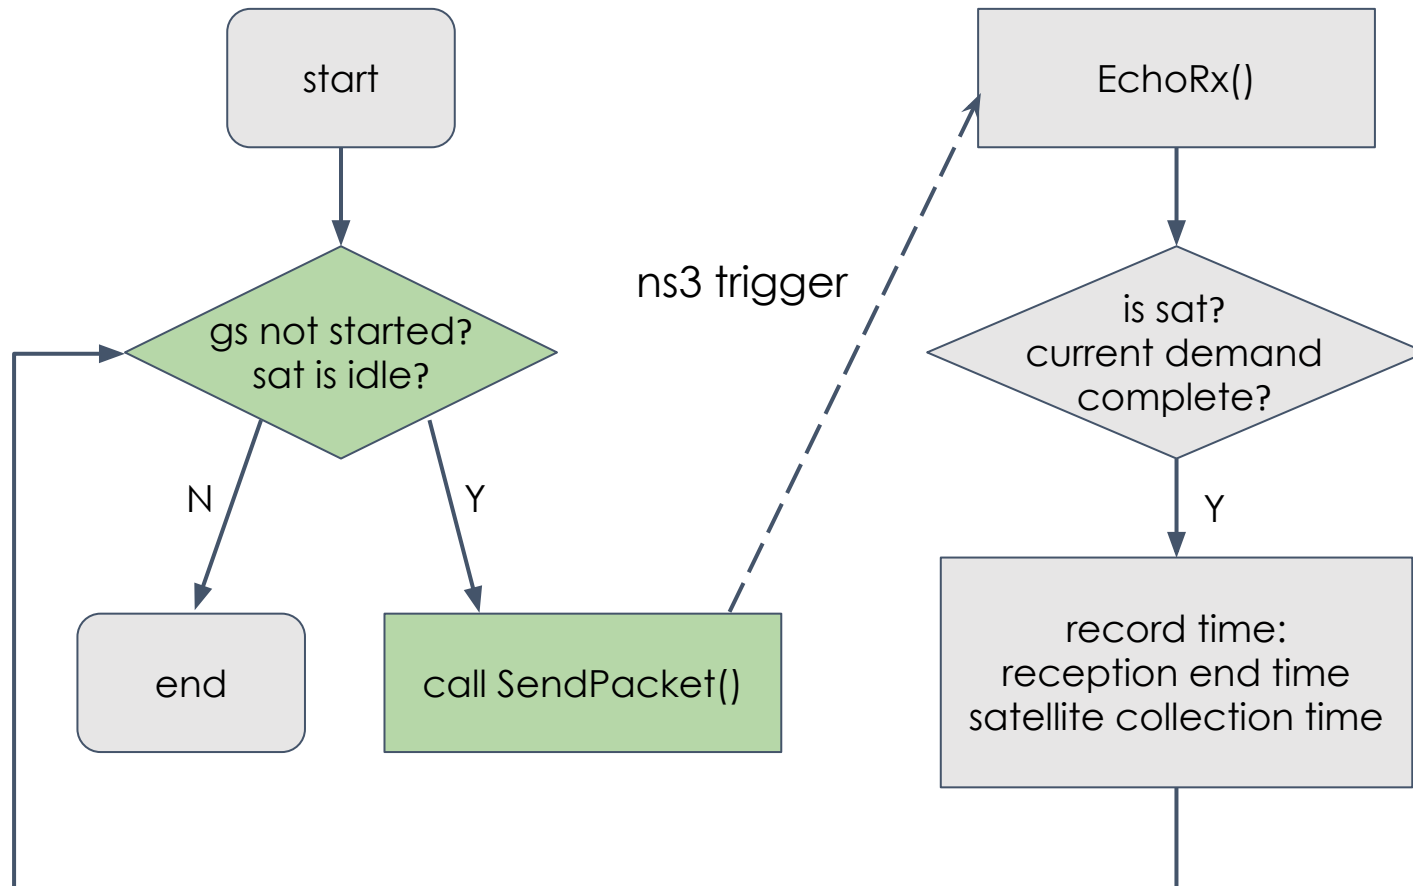 start
gs not started?
sat is idle?
N
Y
end
call SendPacket()
ns3 trigger
EchoRx()
is sat?
current demand
complete?
Y
record time:
reception end time
satellite collection time